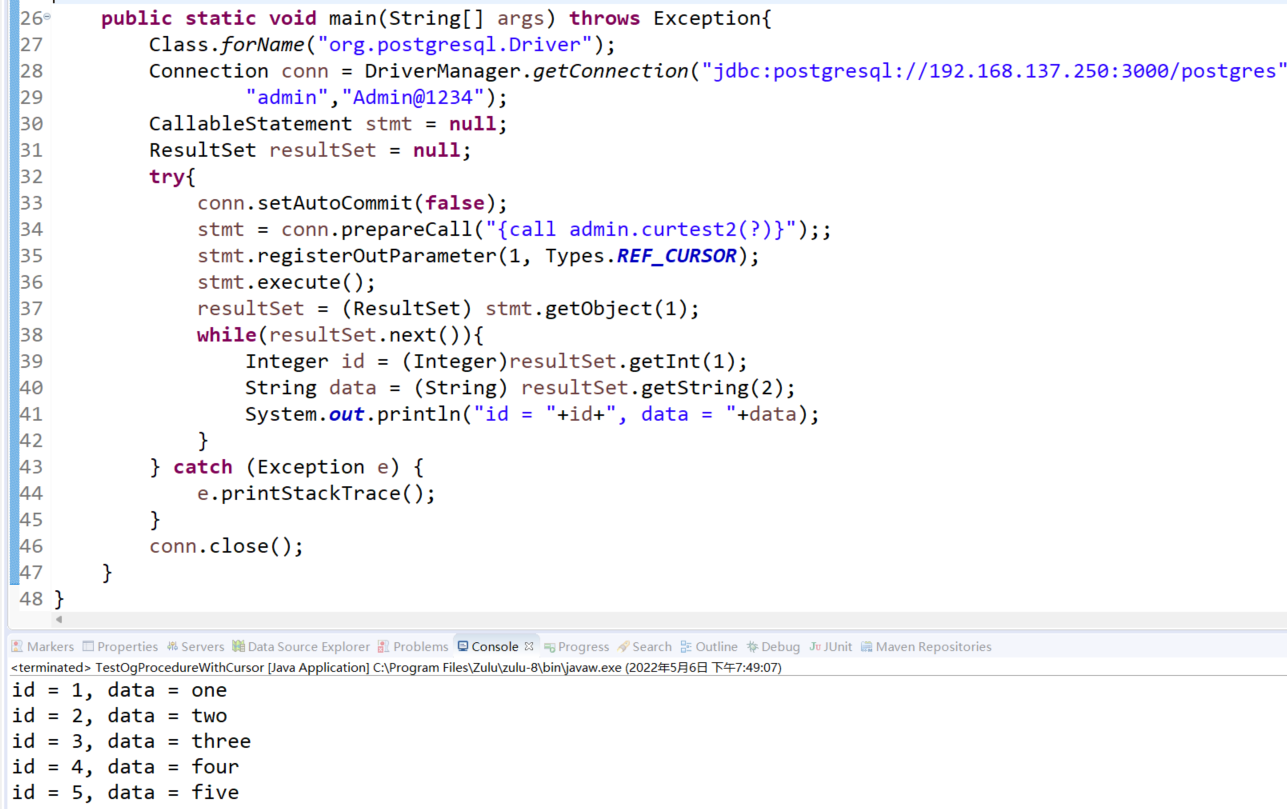 26 public static void main(String[] args) throws Exception{
27 Class.forName("org.postgresql.Driver");
28 Connection conn = DriverManager.getConnection("jdbc:postgresql://192.168.137.250:3000/postgres"
29 "admin","Admin@1234");
30 CallableStatement stmt = null;
31 ResultSet resultSet = null;
32 try{
33 conn.setAutoCommit(false);
34 stmt = conn.prepareCall("{call admin.curtest2(?)}");;
35 stmt.registerOutParameter(1, Types.REF_CURSOR);
36 stmt.execute();
37 resultSet = (ResultSet) stmt.getObject(1);
38 while(resultSet.next()){
39 Integer id = (Integer)resultSet.getInt(1);
40 String data = (String) resultSet.getString(2);
41 System.out.println("id = "+id+", data = "+data);
42 }
43 } catch (Exception e) {
44 e.printStackTrace();
45 }
46 conn.close();
47 }
48 }
Markers Properties Servers Data Source Explorer Problems Console Progress Search Outline Debug JUnit Maven Repositories
<terminated> TestOgProcedureWithCursor [Java Application] C:\Program Files\Zulu\zulu-8\bin\javaw.exe (2022年5月6日 下午7:49:07)
id = 1, data = one
id = 2, data = two
id = 3, data = three
id = 4, data = four
id = 5, data = five